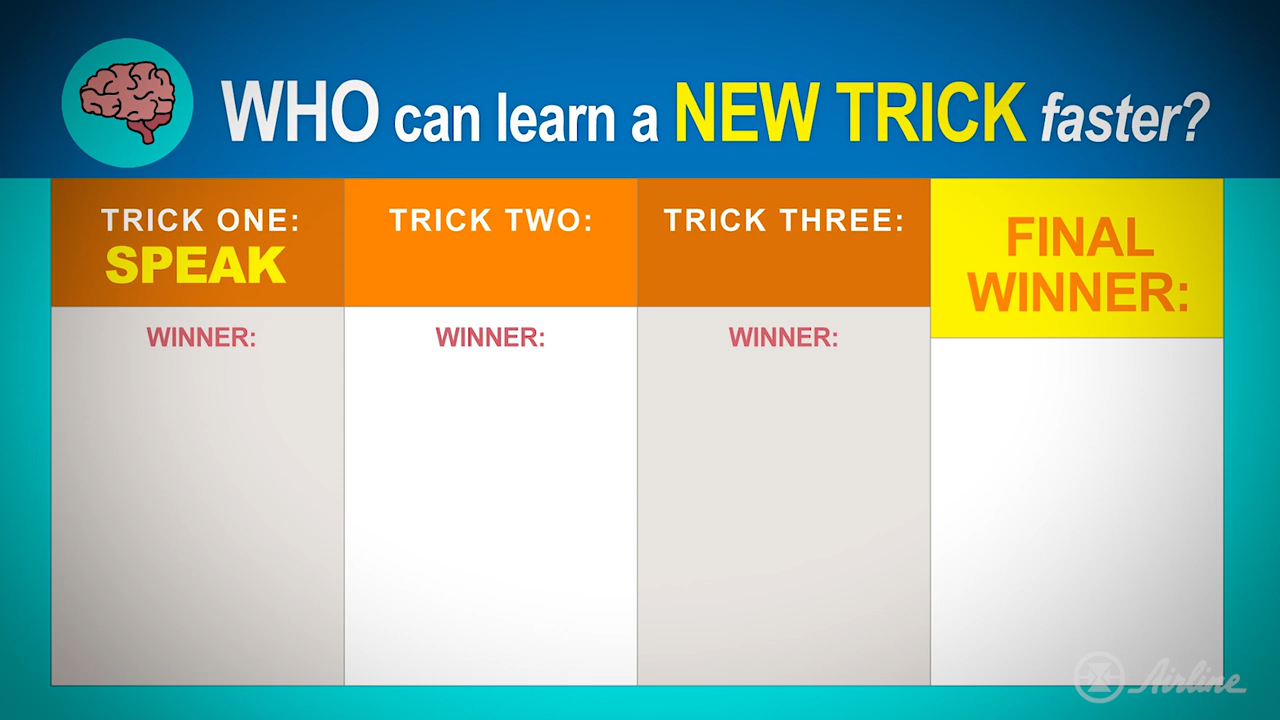 WHO can learn a NEW TRICK faster?
TRICK ONE:
SPEAK
WINNER:
TRICK TWO:
WINNER:
TRICK THREE:
WINNER:
FINAL
WINNER:
Airline